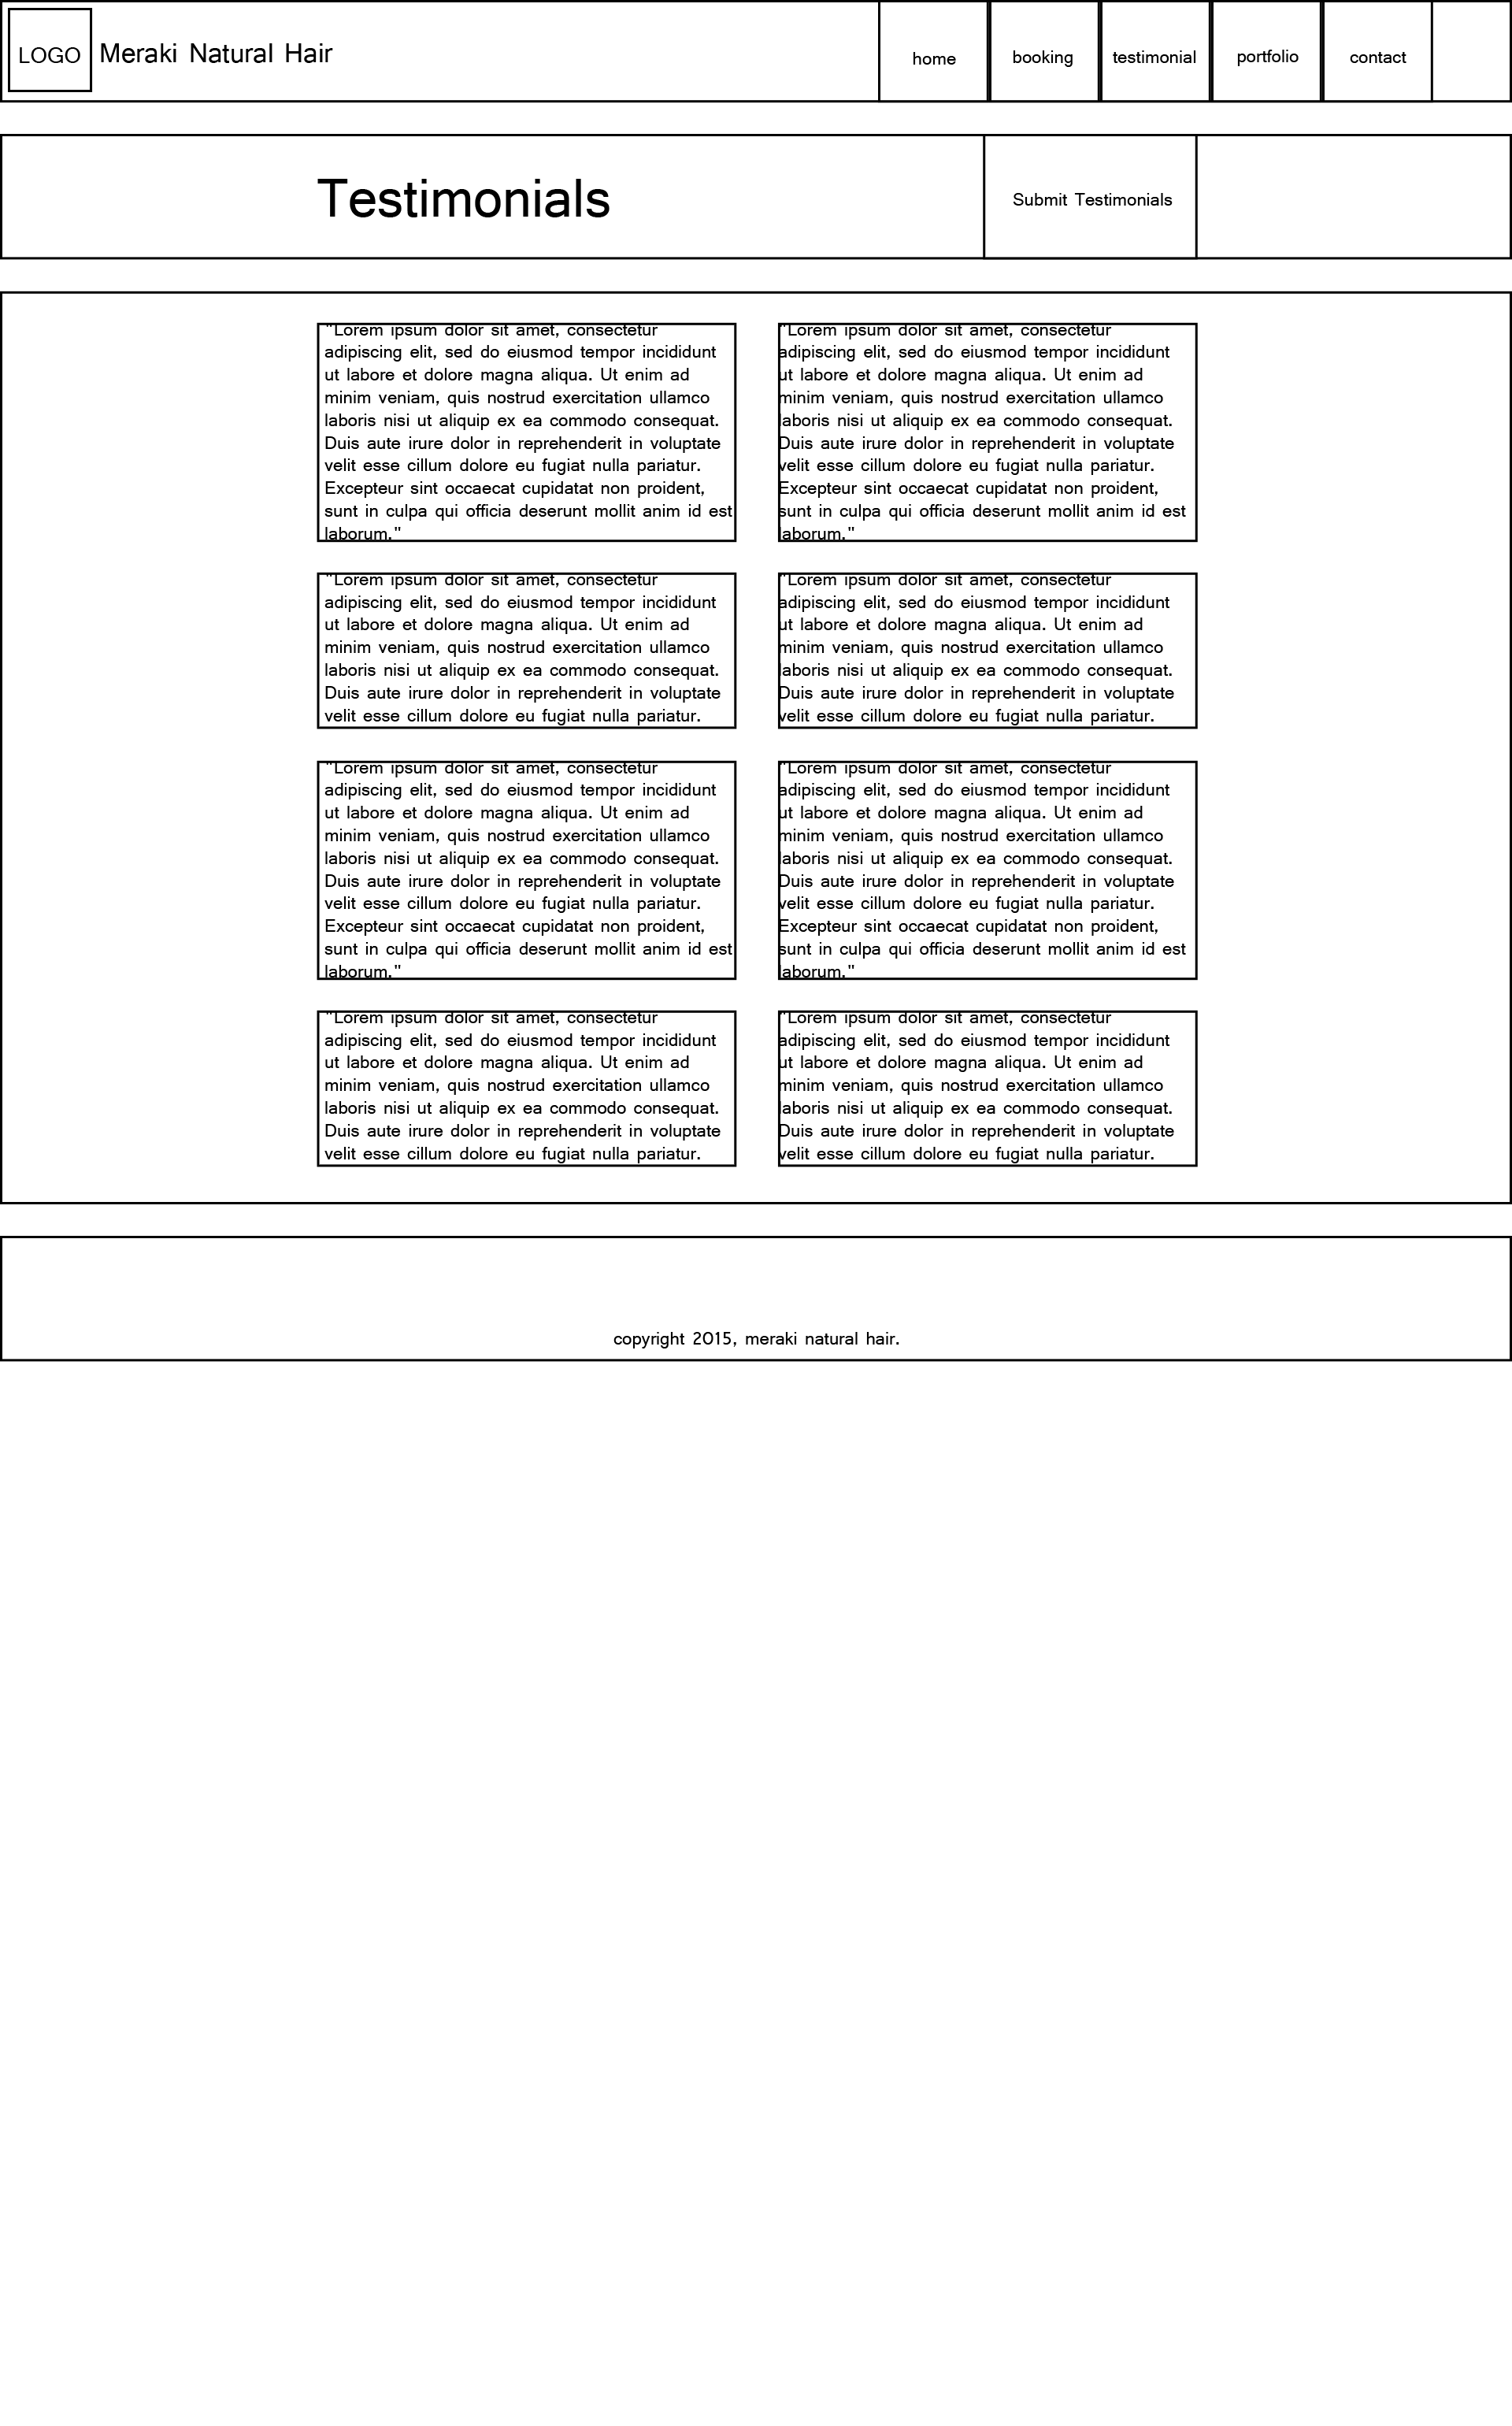 LOGO Meraki Natural Hair home booking testimonial portfolio contact
Testimonials Submit Testimonials
"Lorem ipsum dolor sit amet, consectetur
adipiscing elit, sed do eiusmod tempor incididunt
ut labore et dolore magna aliqua. Ut enim ad
minim veniam, quis nostrud exercitation ullamco
laboris nisi ut aliquip ex ea commodo consequat.
Duis aute irure dolor in reprehenderit in voluptate
velit esse cillum dolore eu fugiat nulla pariatur.
Excepteur sint occaecat cupidatat non proident,
sunt in culpa qui officia deserunt mollit anim id est
laborum."
"Lorem ipsum dolor sit amet, consectetur
adipiscing elit, sed do eiusmod tempor incididunt
ut labore et dolore magna aliqua. Ut enim ad
minim veniam, quis nostrud exercitation ullamco
laboris nisi ut aliquip ex ea commodo consequat.
Duis aute irure dolor in reprehenderit in voluptate
velit esse cillum dolore eu fugiat nulla pariatur.
Excepteur sint occaecat cupidatat non proident,
sunt in culpa qui officia deserunt mollit anim id est
laborum."
"Lorem ipsum dolor sit amet, consectetur
adipiscing elit, sed do eiusmod tempor incididunt
ut labore et dolore magna aliqua. Ut enim ad
minim veniam, quis nostrud exercitation ullamco
laboris nisi ut aliquip ex ea commodo consequat.
Duis aute irure dolor in reprehenderit in voluptate
velit esse cillum dolore eu fugiat nulla pariatur.
"Lorem ipsum dolor sit amet, consectetur
adipiscing elit, sed do eiusmod tempor incididunt
ut labore et dolore magna aliqua. Ut enim ad
minim veniam, quis nostrud exercitation ullamco
laboris nisi ut aliquip ex ea commodo consequat.
Duis aute irure dolor in reprehenderit in voluptate
velit esse cillum dolore eu fugiat nulla pariatur.
"Lorem ipsum dolor sit amet, consectetur
adipiscing elit, sed do eiusmod tempor incididunt
ut labore et dolore magna aliqua. Ut enim ad
minim veniam, quis nostrud exercitation ullamco
laboris nisi ut aliquip ex ea commodo consequat.
Duis aute irure dolor in reprehenderit in voluptate
velit esse cillum dolore eu fugiat nulla pariatur.
Excepteur sint occaecat cupidatat non proident,
sunt in culpa qui officia deserunt mollit anim id est
laborum."
"Lorem ipsum dolor sit amet, consectetur
adipiscing elit, sed do eiusmod tempor incididunt
ut labore et dolore magna aliqua. Ut enim ad
minim veniam, quis nostrud exercitation ullamco
laboris nisi ut aliquip ex ea commodo consequat.
Duis aute irure dolor in reprehenderit in voluptate
velit esse cillum dolore eu fugiat nulla pariatur.
Excepteur sint occaecat cupidatat non proident,
sunt in culpa qui officia deserunt mollit anim id est
laborum."
"Lorem ipsum dolor sit amet, consectetur
adipiscing elit, sed do eiusmod tempor incididunt
ut labore et dolore magna aliqua. Ut enim ad
minim veniam, quis nostrud exercitation ullamco
laboris nisi ut aliquip ex ea commodo consequat.
Duis aute irure dolor in reprehenderit in voluptate
velit esse cillum dolore eu fugiat nulla pariatur.
"Lorem ipsum dolor sit amet, consectetur
adipiscing elit, sed do eiusmod tempor incididunt
ut labore et dolore magna aliqua. Ut enim ad
minim veniam, quis nostrud exercitation ullamco
laboris nisi ut aliquip ex ea commodo consequat.
Duis aute irure dolor in reprehenderit in voluptate
velit esse cillum dolore eu fugiat nulla pariatur.
copyright 2015, meraki natural hair.